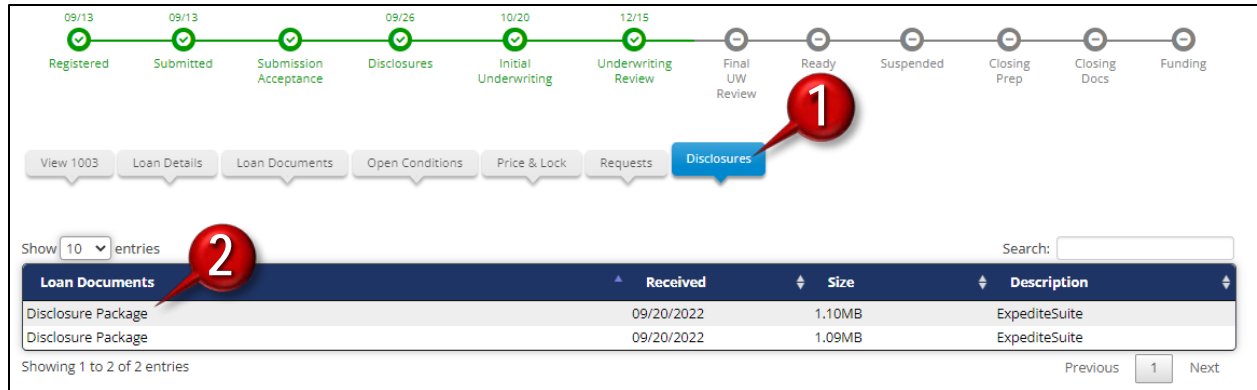 09/13 09/13 09/26 10/20 12/15
Registered Submitted Submission Disclosures Initial Underwriting Final Ready Suspended Closing Closing Funding
Acceptance Underwriting Review UW Prep Docs
Review
1
View 1003 Loan Details Loan Documents Open Conditions Price & Lock Requests Disclosures
Show 10 entries Search:
2
Loan Documents Received Size Description
Disclosure Package 09/20/2022 1.10MB ExpediteSuite
Disclosure Package 09/20/2022 1.09MB ExpediteSuite
Showing 1 to 2 of 2 entries Previous 1 Next